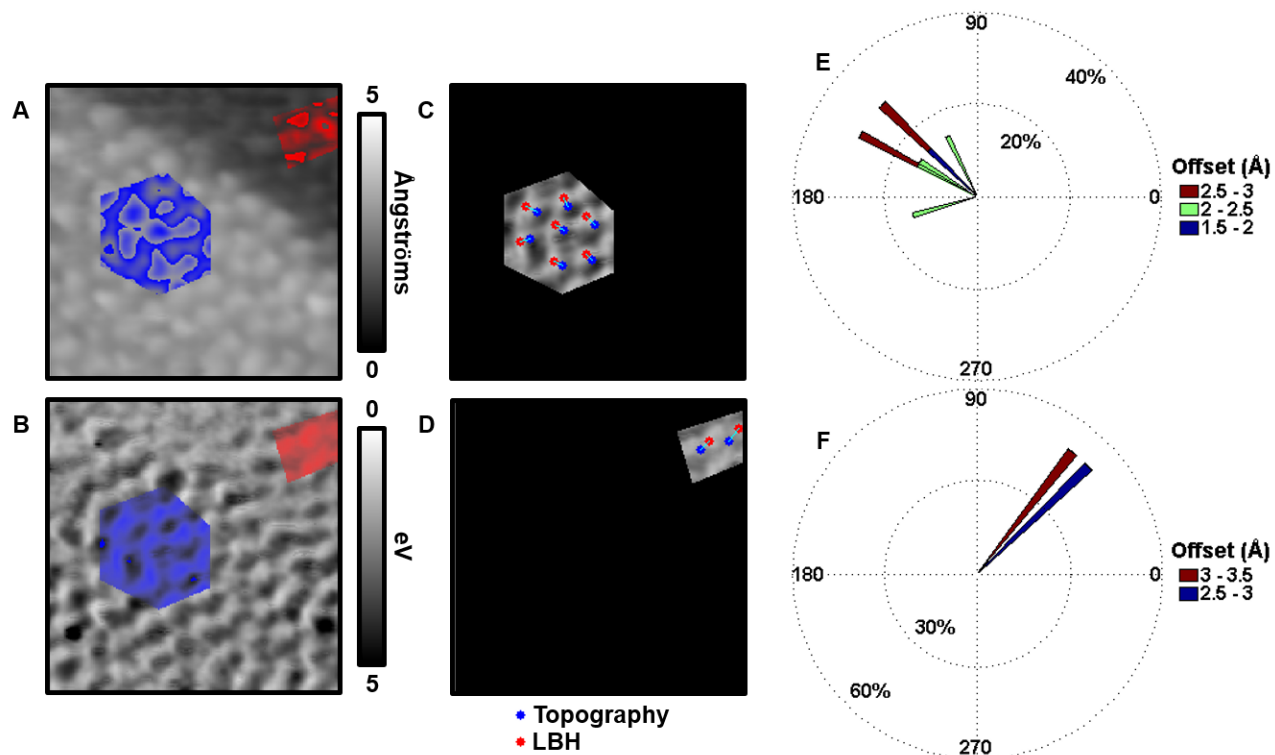 A
5
Ångströms
0
B
0
eV
5
C
D
Topography
LBH
E
90
40%
20%
180
0
270
Offset (Å)
2.5 - 3
2 - 2.5
1.5 - 2
F
90
180
0
30%
60%
270
Offset (Å)
3 - 3.5
2.5 - 3